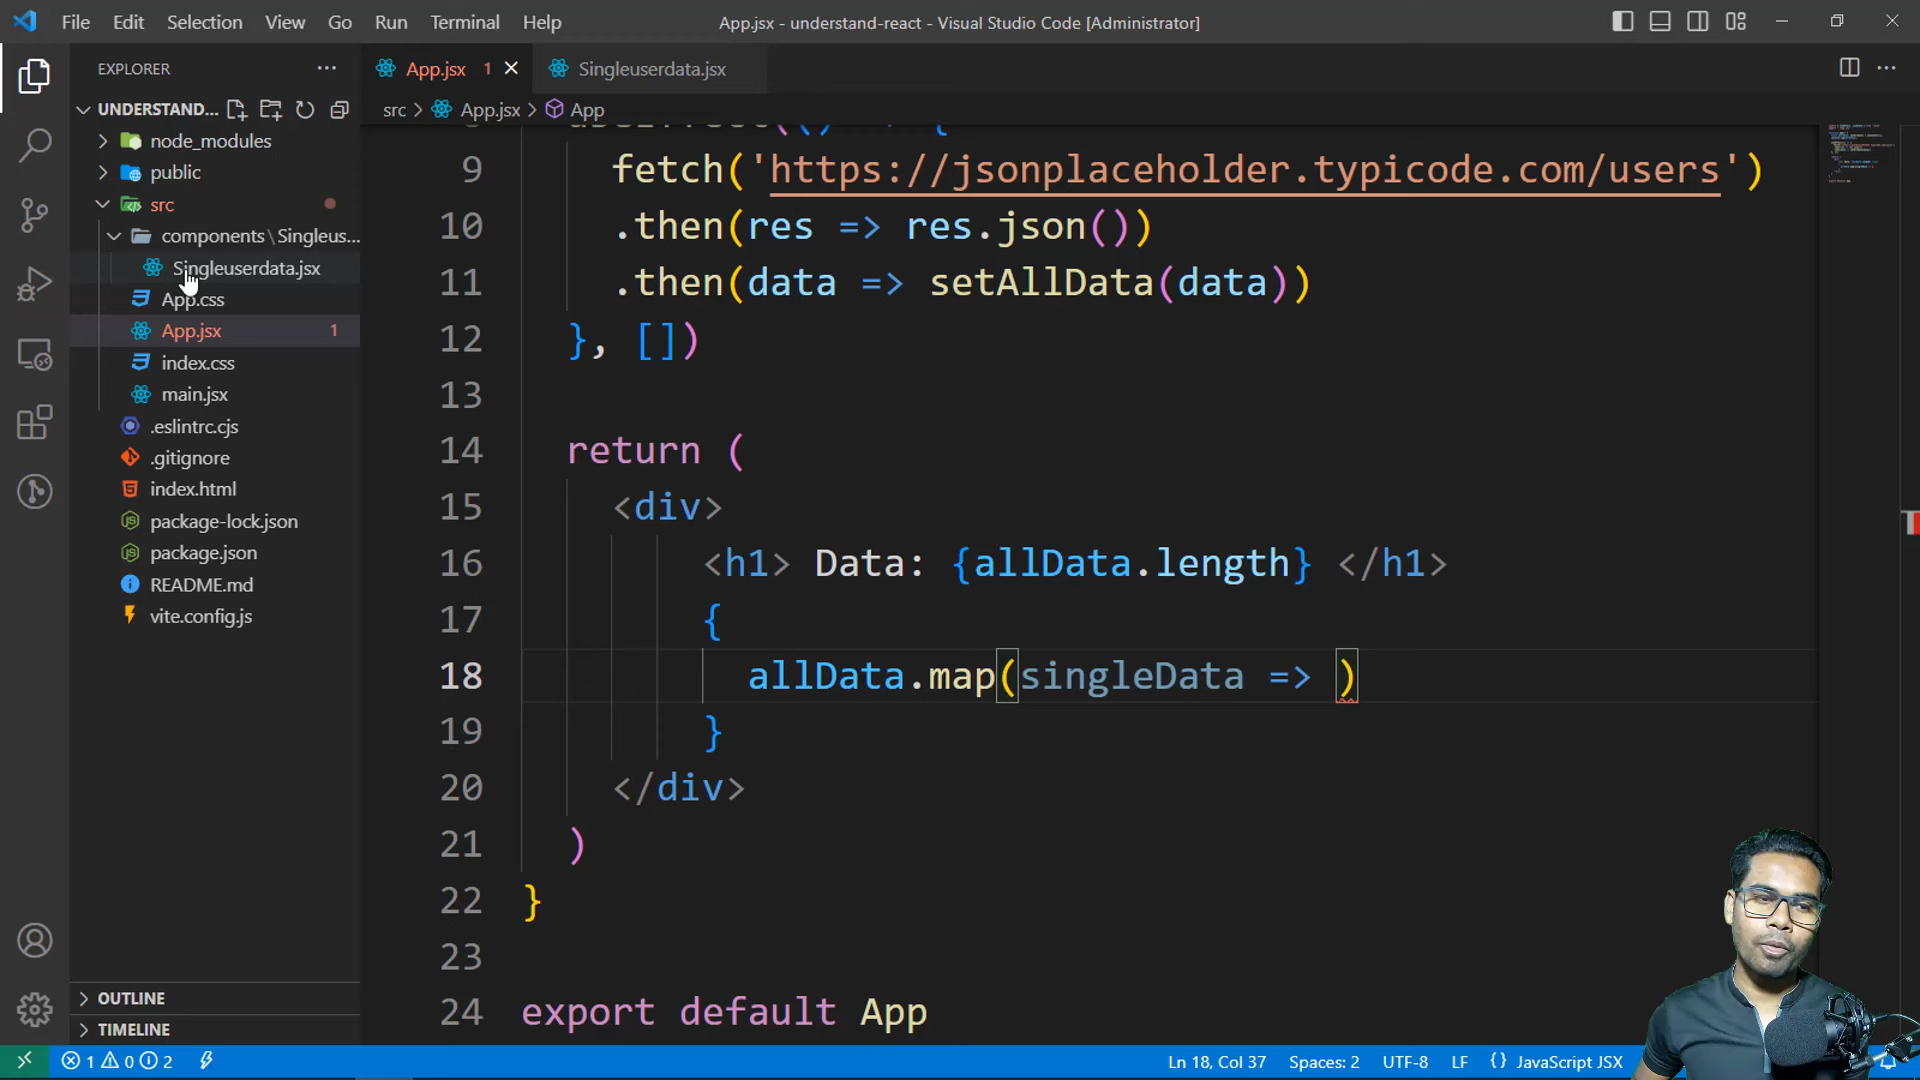 File Edit Selection View Go Run Terminal Help
App.jsx - understand-react - Visual Studio Code [Administrator]
EXPLORER
UNDERSTAND...
node_modules
public
src
components\Singleus...
Singleuserdata.jsx
App.css
App.jsx 1
index.css
main.jsx
.eslintrc.cjs
.gitignore
index.html
package-lock.json
package.json
README.md
vite.config.js
OUTLINE
TIMELINE
App.jsx 1
Singleuserdata.jsx
src > App.jsx > App
9 fetch('https://jsonplaceholder.typicode.com/users')
10 .then(res => res.json())
11 .then(data => setAllData(data))
12 }, [])
13
14 return (
15 <div>
16 <h1> Data: {allData.length} </h1>
17 {
18 allData.map(singleData => )
19 }
20 </div>
21 )
22 }
23
24 export default App
1 0 2
Ln 18, Col 37 Spaces: 2 UTF-8 LF {} JavaScript JSX